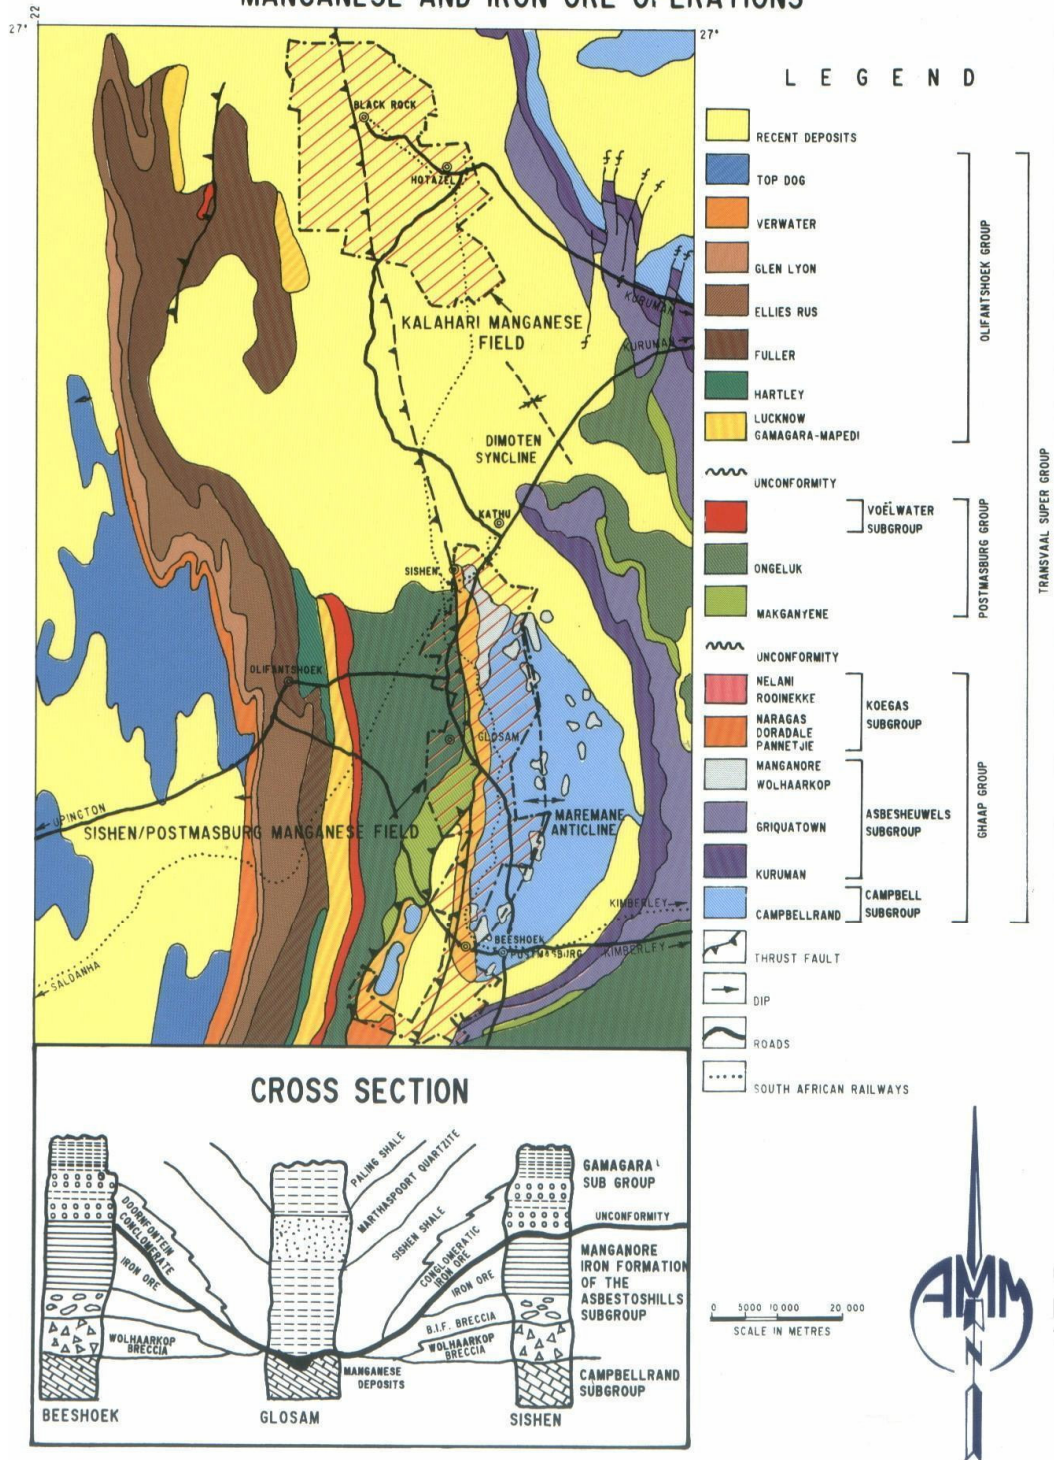 MANGANESE AND IRON ORE OPERATIONS
22
27°
27°
BLACK ROCK
HOTAZEL
KURUMAN
KURUMAN
KALAHARI MANGANESE
FIELD
DIMOTEN
SYNCLINE
KATHU
SISHEN
OLIFANTSHOEK
GLOSAM
UPINGTON
SISHEN/POSTMASBURG MANGANESE FIELD
MAREMANE
ANTICLINE
KIMBERLEY
BEESHOEK
POSTMASBURG
KIMBERLEY
SALDANHA
f f
f f
f f
f
LEGEND
RECENT DEPOSITS
TOP DOG
VERWATER
GLEN LYON
ELLIES RUS
FULLER
HARTLEY
LUCKNOW
GAMAGARA-MAPEDI
OLIFANTSHOEK GROUP
UNCONFORMITY
VOËLWATER
SUBGROUP
ONGELUK
MAKGANYENE
POSTMASBURG GROUP
UNCONFORMITY
NELANI
ROOINEKKE
NARAGAS
DORADALE
PANNETJIE
KOEGAS
SUBGROUP
MANGANORE
WOLHAARKOP
GRIQUATOWN
KURUMAN
ASBESHEUWELS
SUBGROUP
CAMPBELLRAND
CAMPBELL
SUBGROUP
GHAAP GROUP
TRANSVAAL SUPER GROUP
THRUST FAULT
DIP
ROADS
SOUTH AFRICAN RAILWAYS
CROSS SECTION
DOORNFONTEIN
CONGLOMERATE
IRON ORE
WOLHAARKOP
BRECCIA
BEESHOEK
PALING SHALE
MARTHASPOORT QUARTZITE
SISHEN SHALE
CONGLOMERATIC
IRON ORE
IRON ORE
B.I.F. BRECCIA
WOLHAARKOP
BRECCIA
MANGANESE
DEPOSITS
GLOSAM
SISHEN
GAMAGARA
SUB GROUP
UNCONFORMITY
MANGANORE
IRON FORMATION
OF THE
ASBESTOSHILLS
SUBGROUP
CAMPBELLRAND
SUBGROUP
0 5000 10000 20 000
SCALE IN METRES
AMM
N